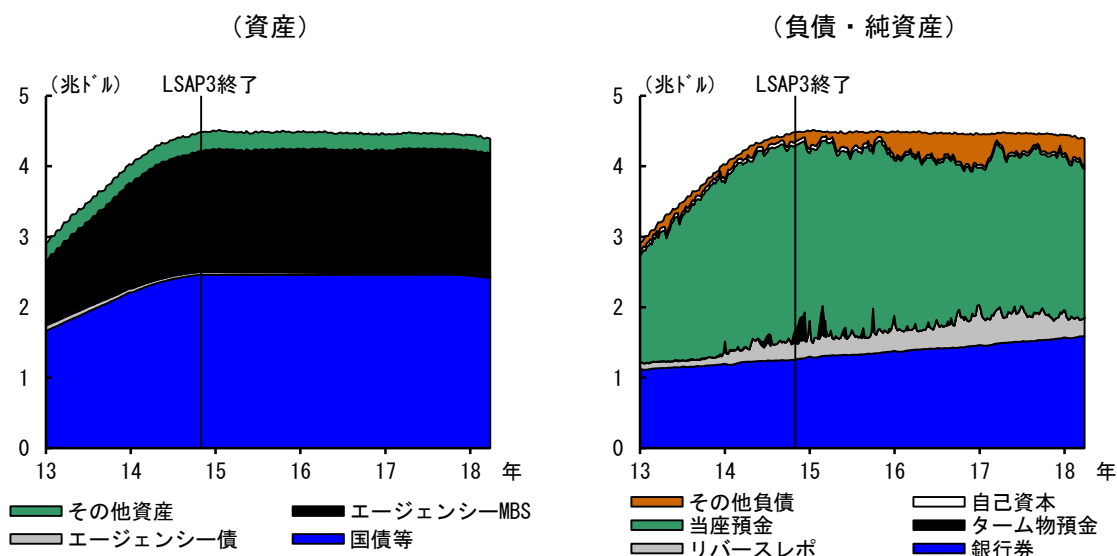 (資産)
(兆ﾄﾞﾙ)
LSAP3終了
5
4
3
2
1
0
13 14 15 16 17 18 年
その他資産 エージェンシーMBS
エージェンシー債 国債等
(負債・純資産)
(兆ﾄﾞﾙ)
LSAP3終了
5
4
3
2
1
0
13 14 15 16 17 18 年
その他負債 自己資本
当座預金 ターム物預金
リバースレポ 銀行券